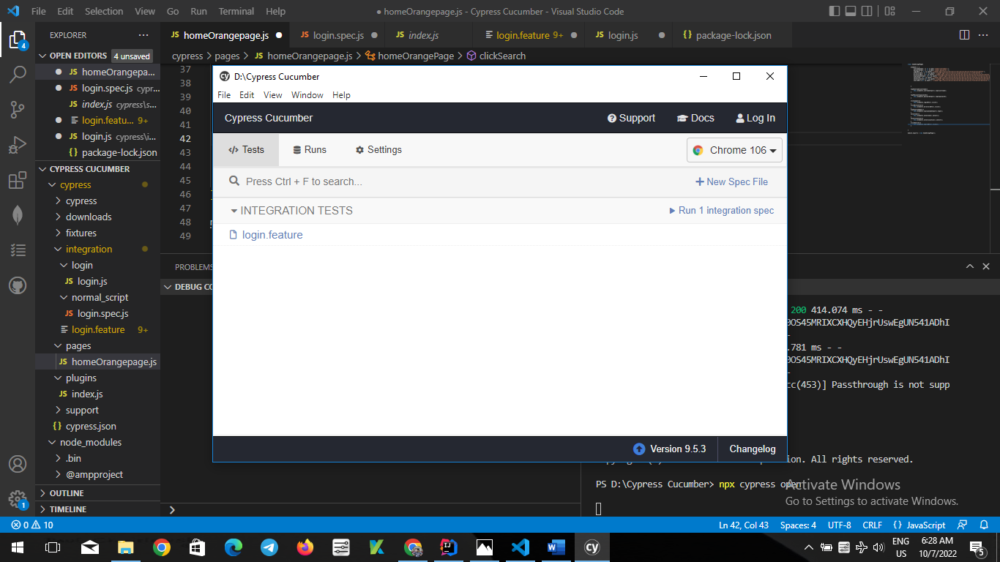 File Edit Selection View Go Run Terminal Help
● homeOrangepage.js - Cypress Cucumber - Visual Studio Code
4
EXPLORER ···
JS homeOrangepage.js ●
JS login.spec.js ●
JS index.js
login.feature 9+ ●
JS login.js ●
{} package-lock.json
OPEN EDITORS 4 unsaved
● JS homeOrangepa...
● JS login.spec.js cypr...
JS index.js cypress\s...
● login.featu... 9+
● JS login.js cypress\i...
{} package-lock.json
CYPRESS CUCUMBER
cypress
cypress
downloads
fixtures
integration
login
JS login.js
normal_script
JS login.spec.js
login.feature 9+
pages
JS homeOrangepage.js
plugins
JS index.js
support
{} cypress.json
node_modules
.bin
@ampproject
OUTLINE
TIMELINE
1
cypress > pages > JS homeOrangepage.js > homeOrangePage > clickSearch
37
38
39
40
41
42
43
44
45
46
47
48
49
cy D:\Cypress Cucumber
File Edit View Window Help
Cypress Cucumber Support Docs Log In
</> Tests Runs Settings Chrome 106
Press Ctrl + F to search... + New Spec File
INTEGRATION TESTS Run 1 integration spec
login.feature
Version 9.5.3 Changelog
PROBLEMS
DEBUG CO
200 414.074 ms - -
OS45MRIXCXHQyEHjrUswEgUN541ADhI
-
.781 ms - -
OS45MRIXCXHQyEHjrUswEgUN541ADhI
-
cc(453)] Passthrough is not supp
ion. All rights reserved.
PS D:\Cypress Cucumber> npx cypress open
Activate Windows
Go to Settings to activate Windows.
0 10
Ln 42, Col 43 Spaces: 4 UTF-8 CRLF {} JavaScript
cy
ENG
US
6:28 AM
10/7/2022
5